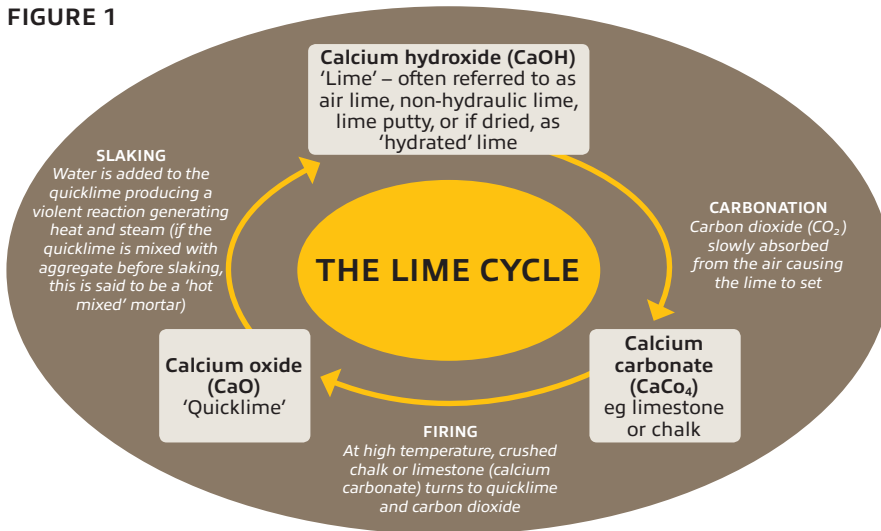 FIGURE 1
Calcium hydroxide (CaOH)
‘Lime’ – often referred to as
air lime, non-hydraulic lime,
lime putty, or if dried, as
‘hydrated’ lime
SLAKING
Water is added to the
quicklime producing a
violent reaction generating
heat and steam (if the
quicklime is mixed with
aggregate before slaking,
this is said to be a ‘hot
mixed’ mortar)
CARBONATION
Carbon dioxide (CO₂)
slowly absorbed
from the air causing
the lime to set
THE LIME CYCLE
Calcium oxide
(CaO)
‘Quicklime’
Calcium
carbonate
(CaCo₄)
eg limestone
or chalk
FIRING
At high temperature, crushed
chalk or limestone (calcium
carbonate) turns to quicklime
and carbon dioxide